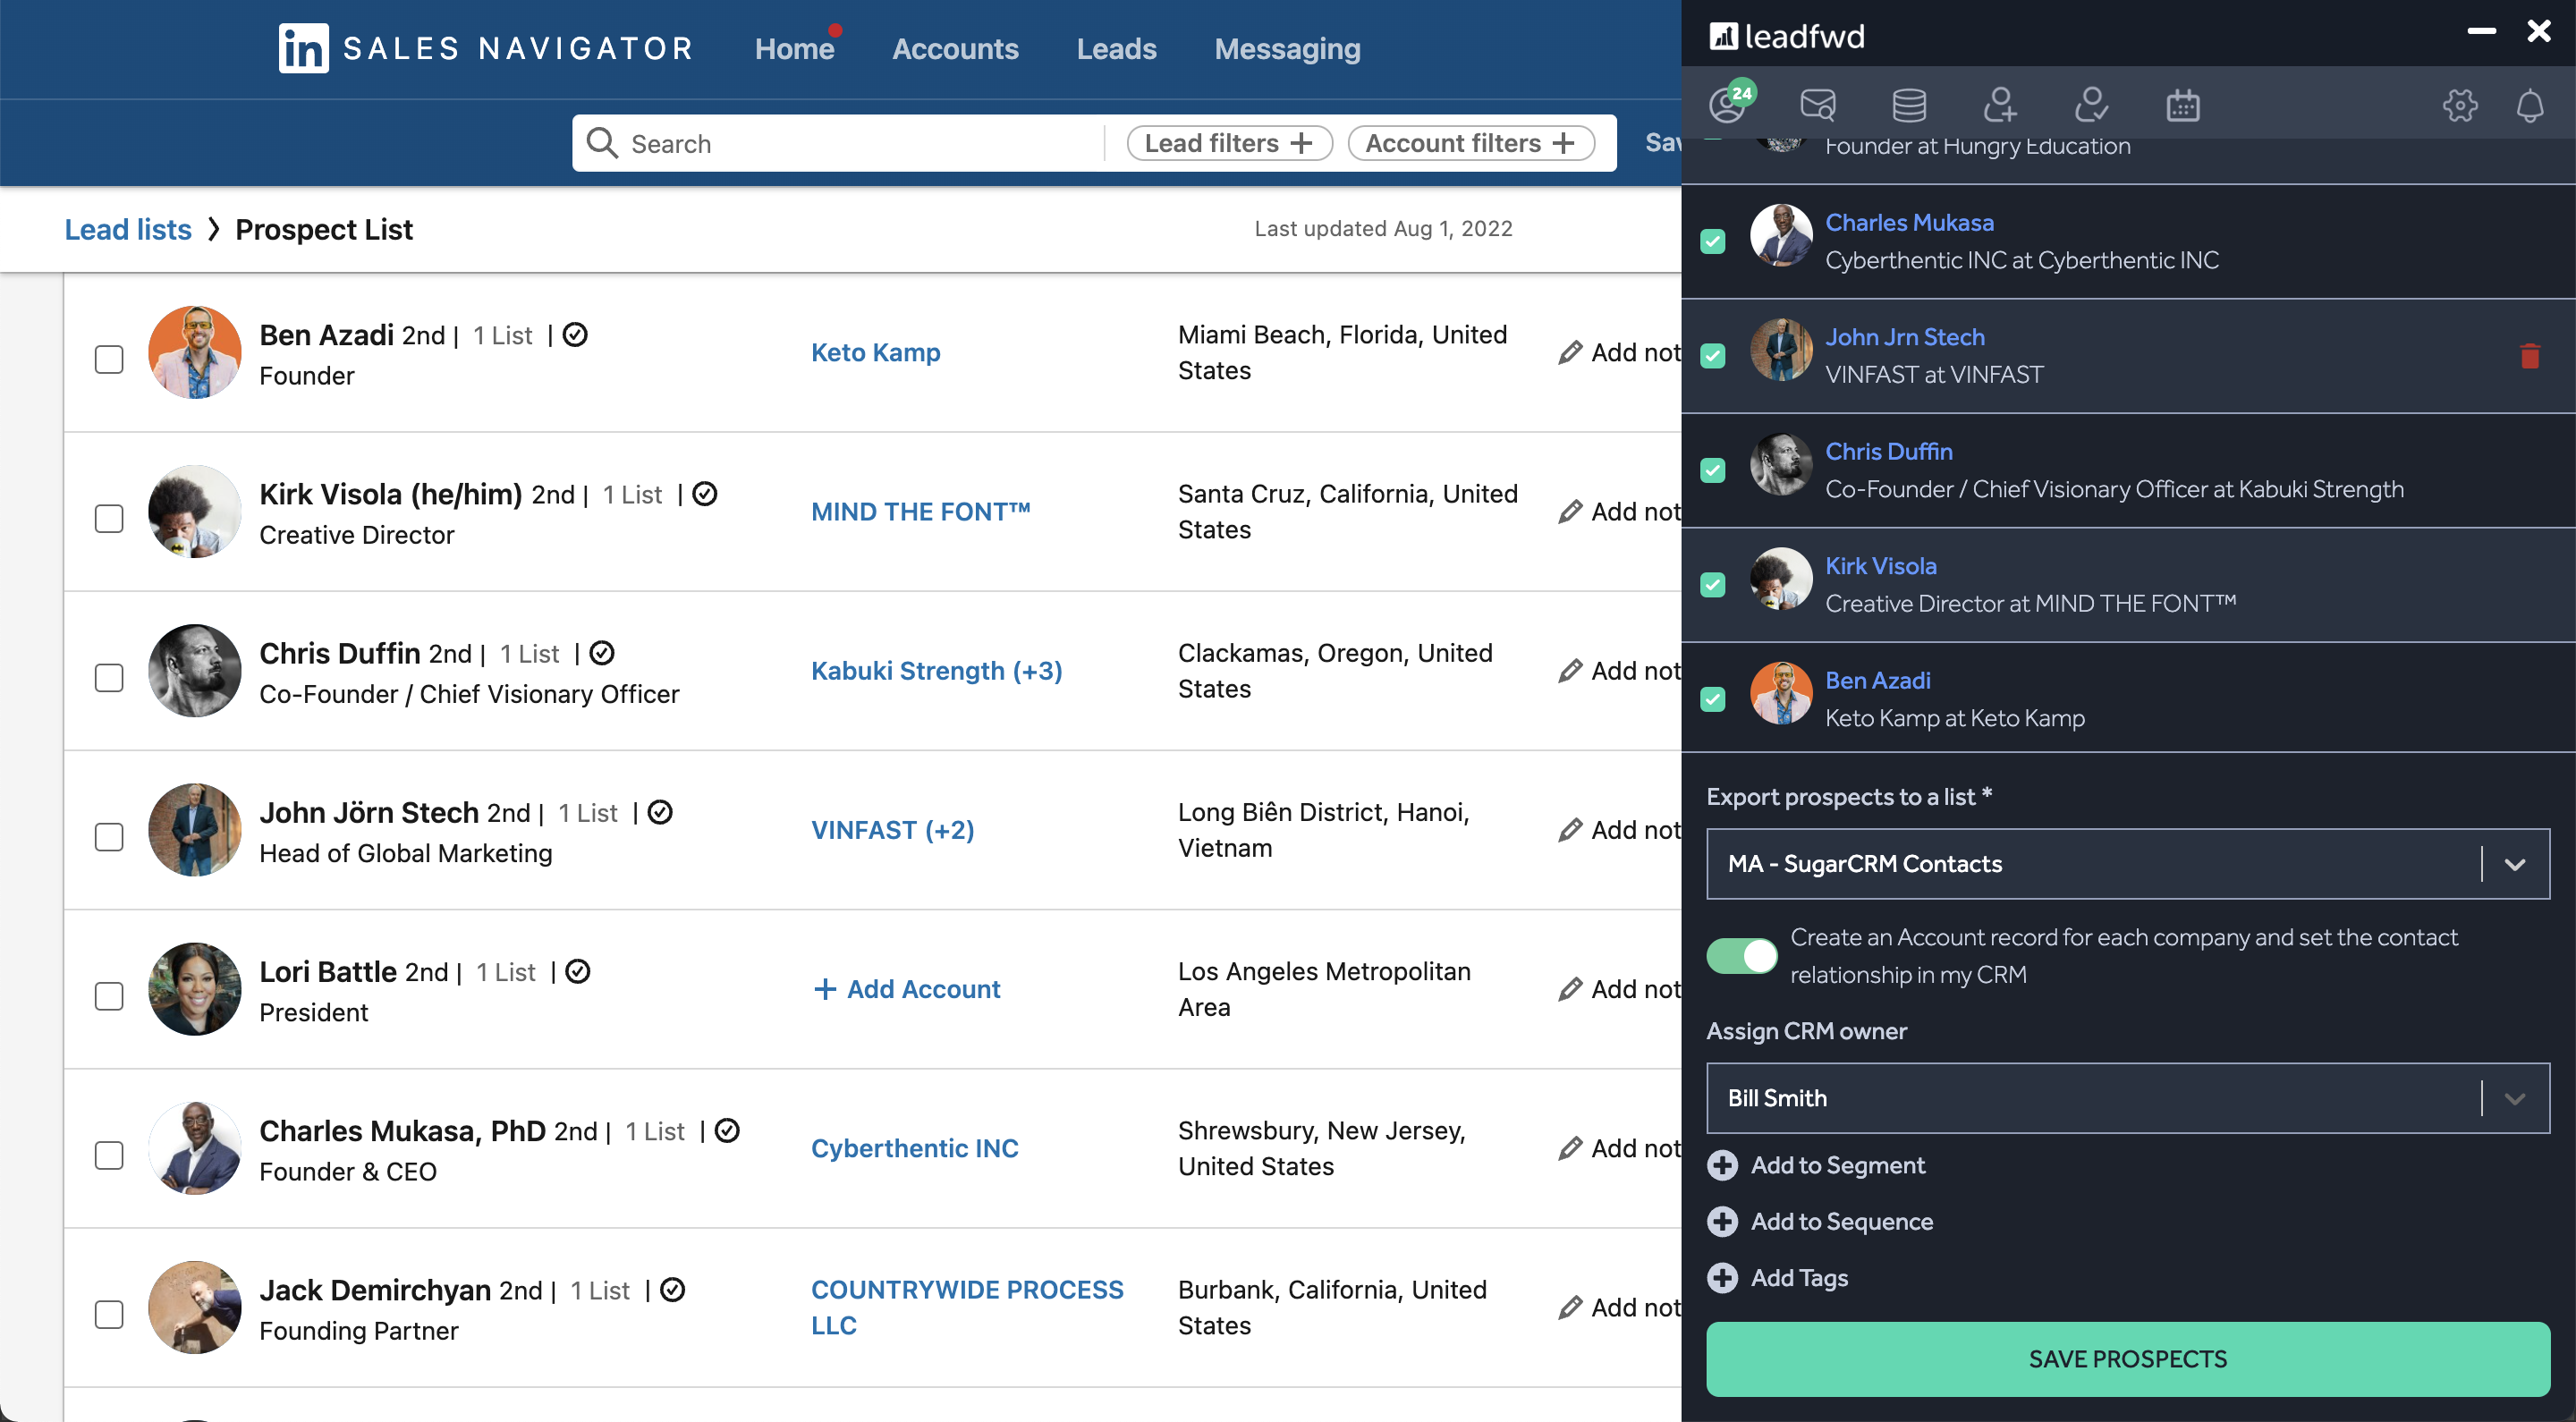 in SALES NAVIGATOR
Home
Accounts
Leads
Messaging
Search
Lead filters +
Account filters +
Sav
Lead lists > Prospect List
Last updated Aug 1, 2022
Ben Azadi 2nd | 1 List |
Founder
Keto Kamp
Miami Beach, Florida, United
States
Add not
Kirk Visola (he/him) 2nd | 1 List |
Creative Director
MIND THE FONT™
Santa Cruz, California, United
States
Add not
Chris Duffin 2nd | 1 List |
Co-Founder / Chief Visionary Officer
Kabuki Strength (+3)
Clackamas, Oregon, United
States
Add not
John Jörn Stech 2nd | 1 List |
Head of Global Marketing
VINFAST (+2)
Long Biên District, Hanoi,
Vietnam
Add not
Lori Battle 2nd | 1 List |
President
+ Add Account
Los Angeles Metropolitan
Area
Add not
Charles Mukasa, PhD 2nd | 1 List |
Founder & CEO
Cyberthentic INC
Shrewsbury, New Jersey,
United States
Add not
Jack Demirchyan 2nd | 1 List |
Founding Partner
COUNTRYWIDE PROCESS
LLC
Burbank, California, United
States
Add not
leadfwd
24
Founder at Hungry Education
Charles Mukasa
Cyberthentic INC at Cyberthentic INC
John Jrn Stech
VINFAST at VINFAST
Chris Duffin
Co-Founder / Chief Visionary Officer at Kabuki Strength
Kirk Visola
Creative Director at MIND THE FONT™
Ben Azadi
Keto Kamp at Keto Kamp
Export prospects to a list *
MA - SugarCRM Contacts
Create an Account record for each company and set the contact
relationship in my CRM
Assign CRM owner
Bill Smith
Add to Segment
Add to Sequence
Add Tags
SAVE PROSPECTS